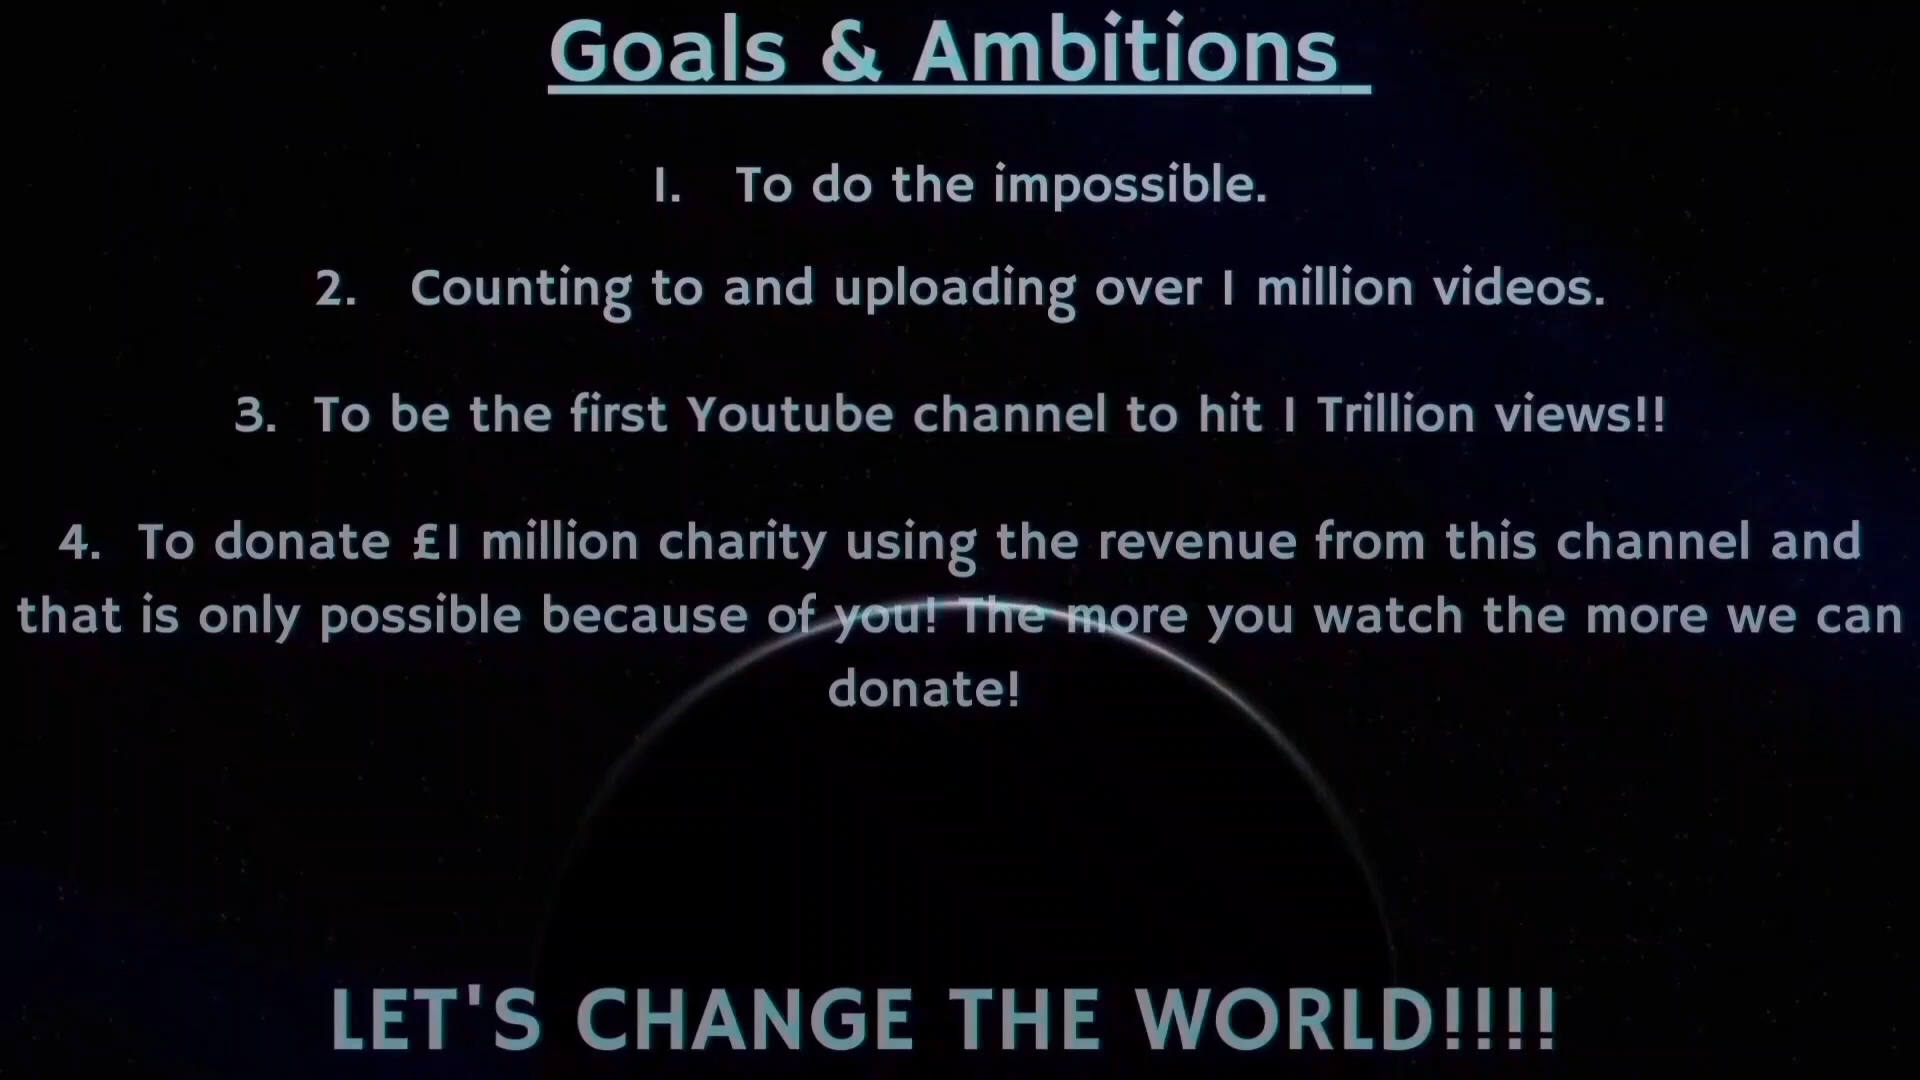 Goals & Ambitions
1. To do the impossible.
2. Counting to and uploading over 1 million videos.
3. To be the first Youtube channel to hit 1 Trillion views!!
4. To donate £1 million charity using the revenue from this channel and
that is only possible because of you! The more you watch the more we can
donate!
LET'S CHANGE THE WORLD!!!!